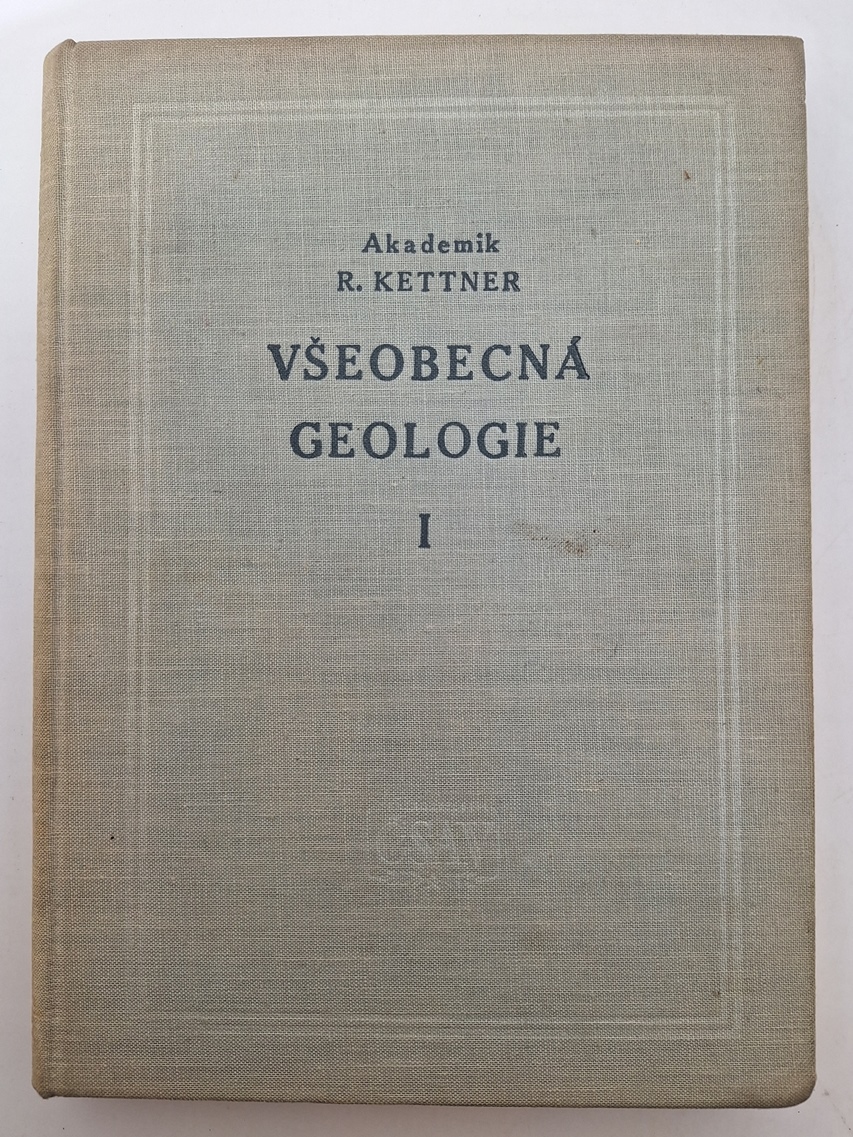 Akademik
R. KETTNER
VŠEOBECNÁ
GEOLOGIE
I